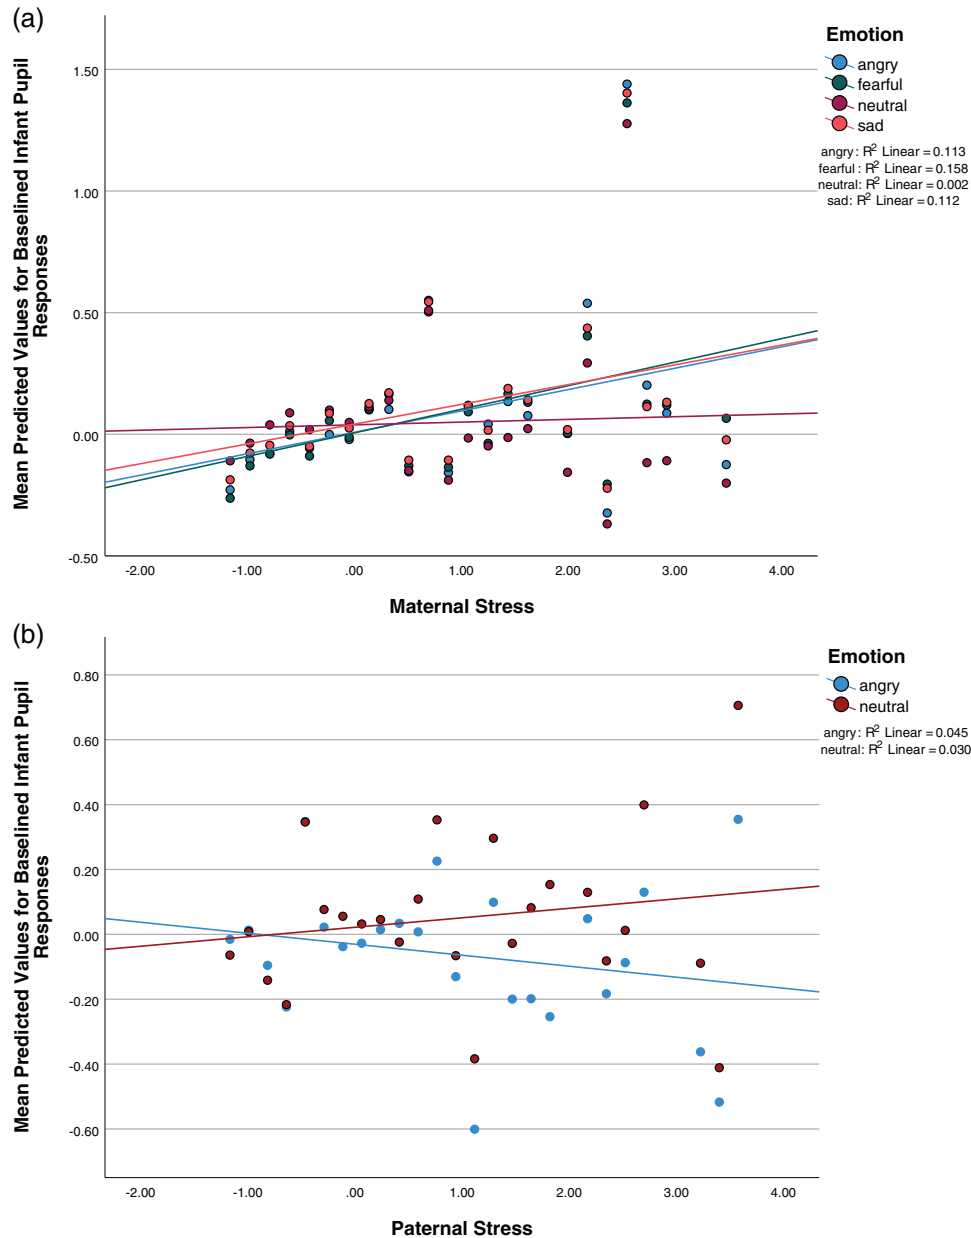 (a)
Mean Predicted Values for Baselined Infant Pupil
Responses
1.50
1.00
0.50
0.00
-0.50
-2.00 -1.00 .00 1.00 2.00 3.00 4.00
Maternal Stress
Emotion
angry
fearful
neutral
sad
angry: R² Linear = 0.113
fearful: R² Linear = 0.158
neutral: R² Linear = 0.002
sad: R² Linear = 0.112
(b)
Mean Predicted Values for Baselined Infant Pupil
Responses
0.80
0.60
0.40
0.20
0.00
-0.20
-0.40
-0.60
-2.00 -1.00 .00 1.00 2.00 3.00 4.00
Paternal Stress
Emotion
angry
neutral
angry: R² Linear = 0.045
neutral: R² Linear = 0.030